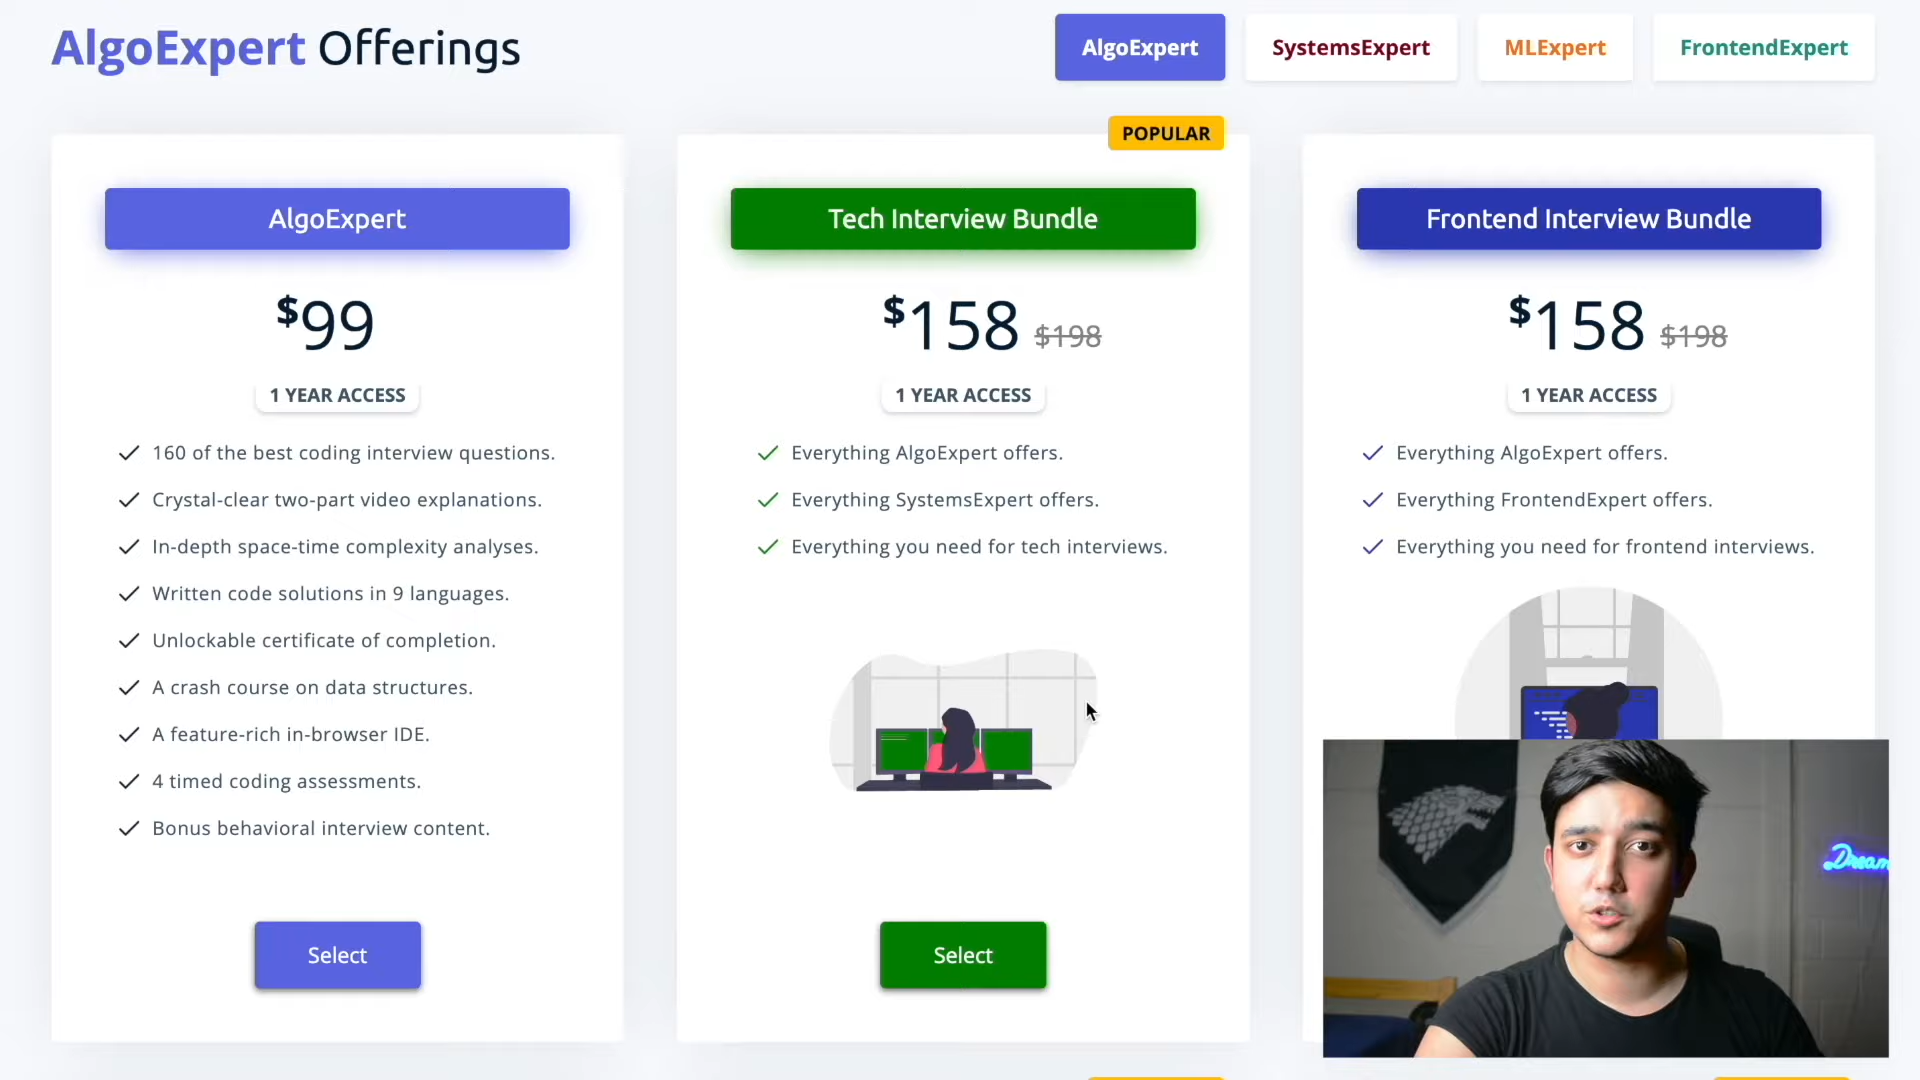 AlgoExpert Offerings
AlgoExpert
SystemsExpert
MLExpert
FrontendExpert
AlgoExpert
$99
1 YEAR ACCESS
160 of the best coding interview questions.
Crystal-clear two-part video explanations.
In-depth space-time complexity analyses.
Written code solutions in 9 languages.
Unlockable certificate of completion.
A crash course on data structures.
A feature-rich in-browser IDE.
4 timed coding assessments.
Bonus behavioral interview content.
Select
POPULAR
Tech Interview Bundle
$158 $198
1 YEAR ACCESS
Everything AlgoExpert offers.
Everything SystemsExpert offers.
Everything you need for tech interviews.
Select
Frontend Interview Bundle
$158 $198
1 YEAR ACCESS
Everything AlgoExpert offers.
Everything FrontendExpert offers.
Everything you need for frontend interviews.
Dream